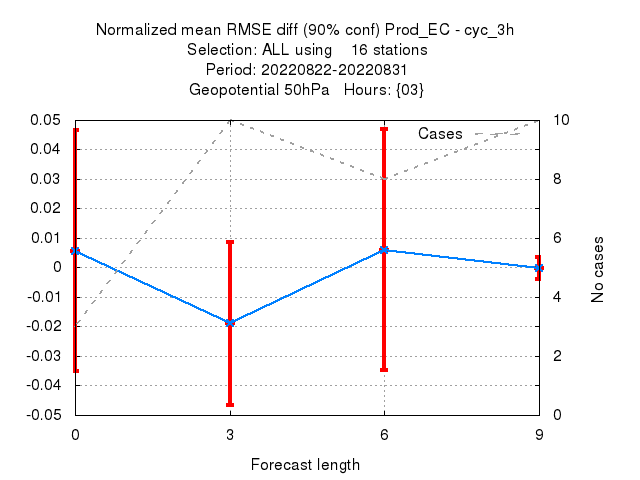 Normalized mean RMSE diff (90% conf) Prod_EC - cyc_3h
Selection: ALL using    16 stations
Period: 20220822-20220831
Geopotential 50hPa   Hours: {03}
Cases
0.05
0.04
0.03
0.02
0.01
0
-0.01
-0.02
-0.03
-0.04
-0.05
10
8
6
4
2
0
No cases
0 3 6 9
Forecast length